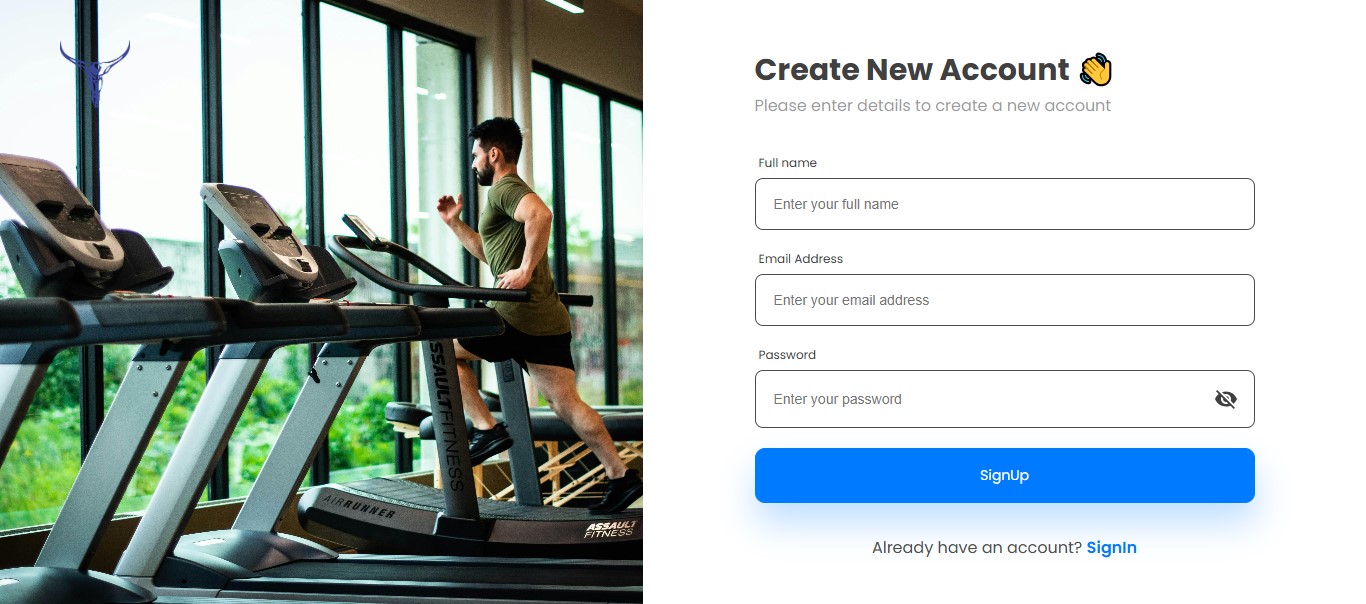 Create New Account 👋
Please enter details to create a new account
Full name
Enter your full name
Email Address
Enter your email address
Password
Enter your password
SignUp
Already have an account? SignIn
ASSAULTFITNESS
AIRRUNNER
ASSAULT
FITNESS